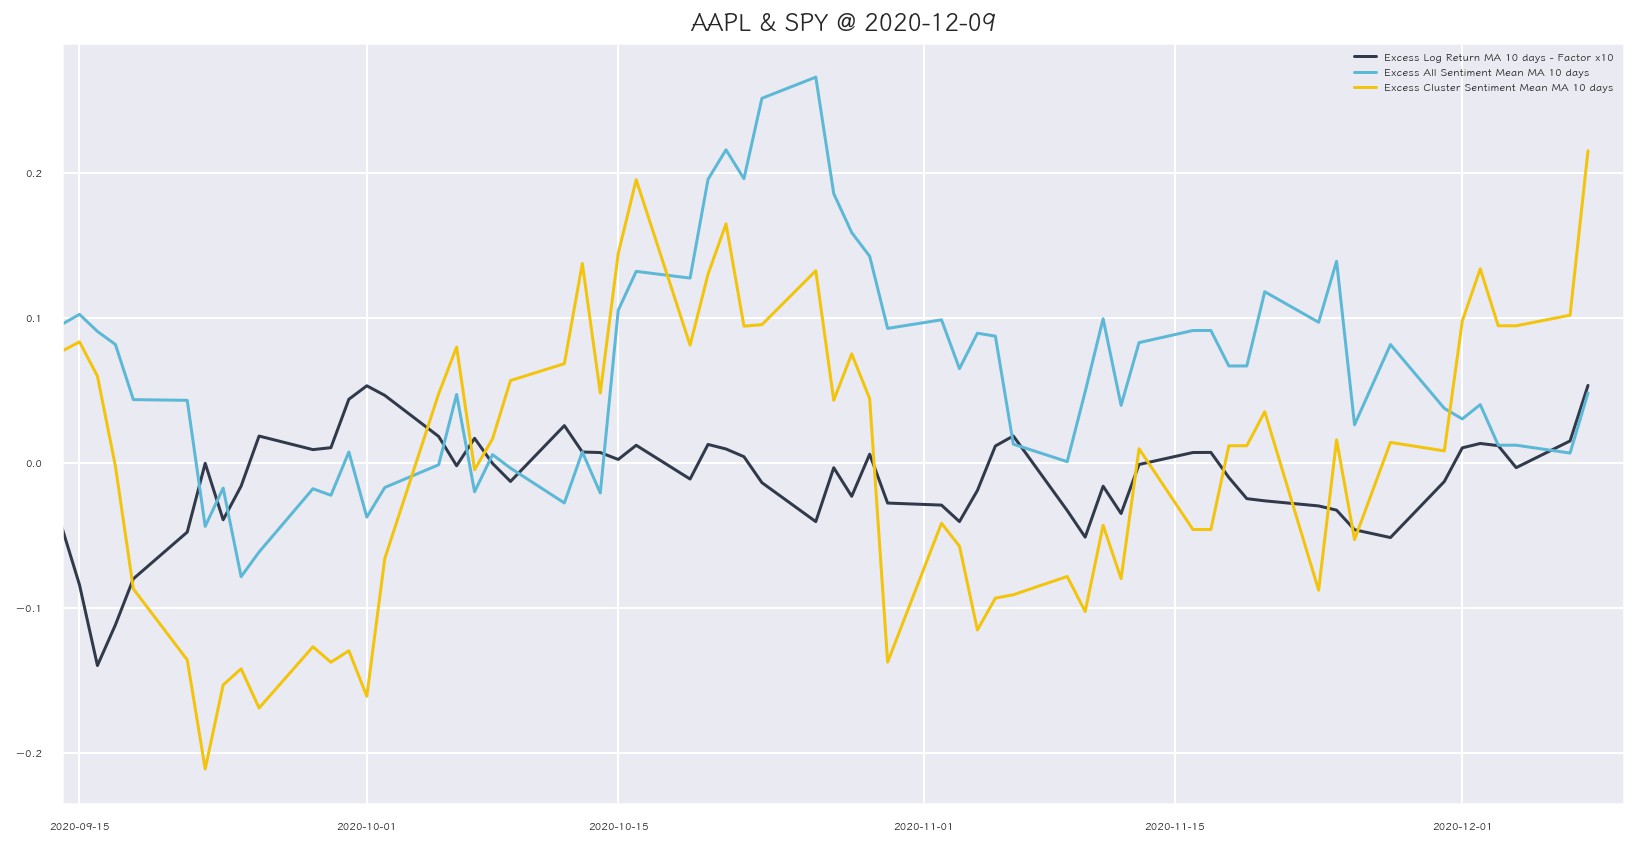 AAPL & SPY @ 2020-12-09
Excess Log Return MA 10 days - Factor x10
Excess All Sentiment Mean MA 10 days
Excess Cluster Sentiment Mean MA 10 days
0.2
0.1
0.0
−0.1
−0.2
2020-09-15 2020-10-01 2020-10-15 2020-11-01 2020-11-15 2020-12-01